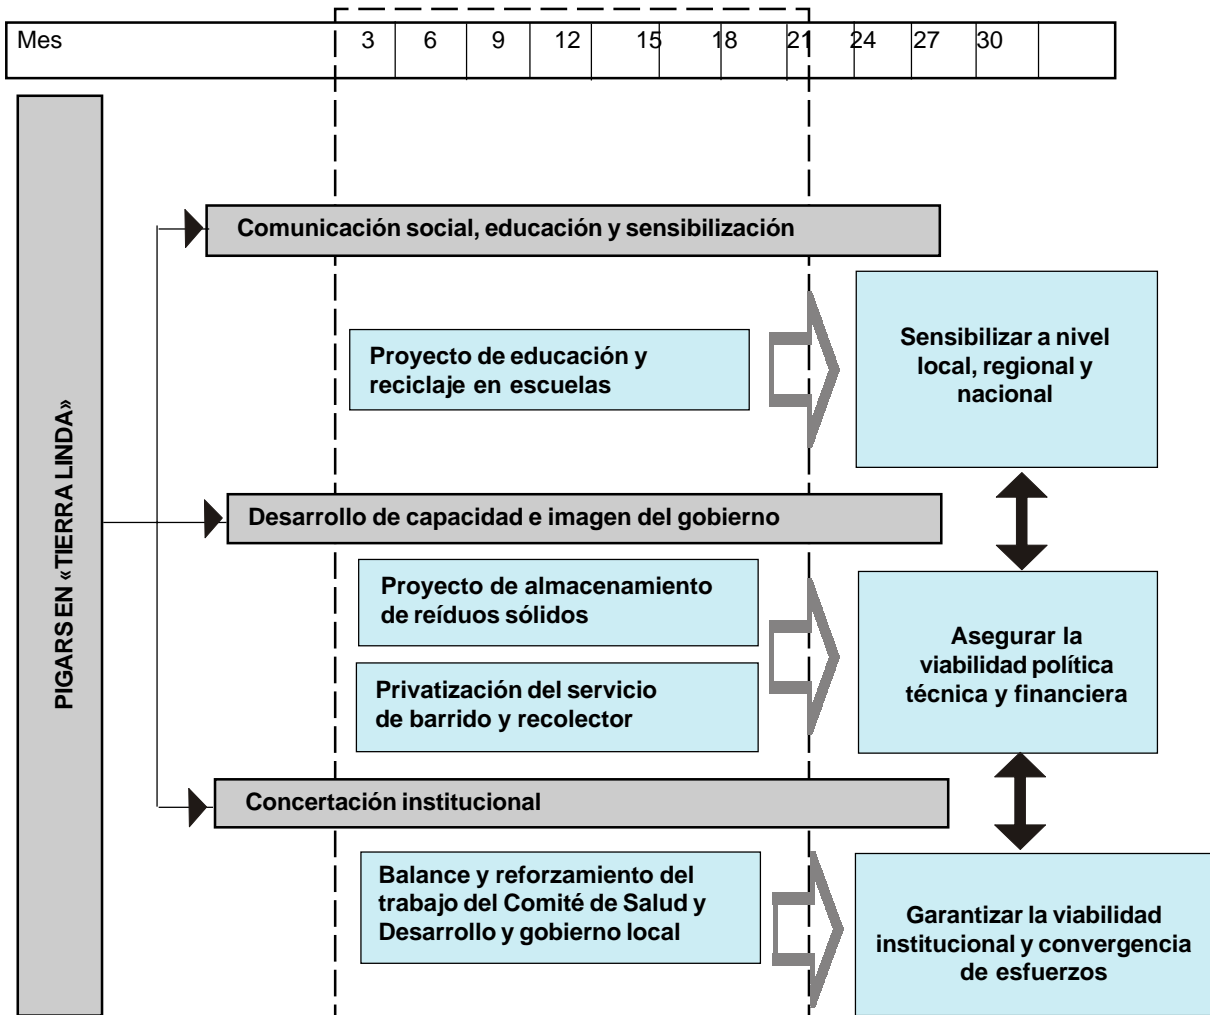 Mes 3 6 9 12 15 18 21 24 27 30
PIGARS EN «TIERRA LINDA»
Comunicación social, educación y sensibilización
Proyecto de educación y
reciclaje en escuelas
Sensibilizar a nivel
local, regional y
nacional
Desarrollo de capacidad e imagen del gobierno
Proyecto de almacenamiento
de reíduos sólidos
Privatización del servicio
de barrido y recolector
Asegurar la
viabilidad política
técnica y financiera
Concertación institucional
Balance y reforzamiento del
trabajo del Comité de Salud y
Desarrollo y gobierno local
Garantizar la viabilidad
institucional y convergencia
de esfuerzos